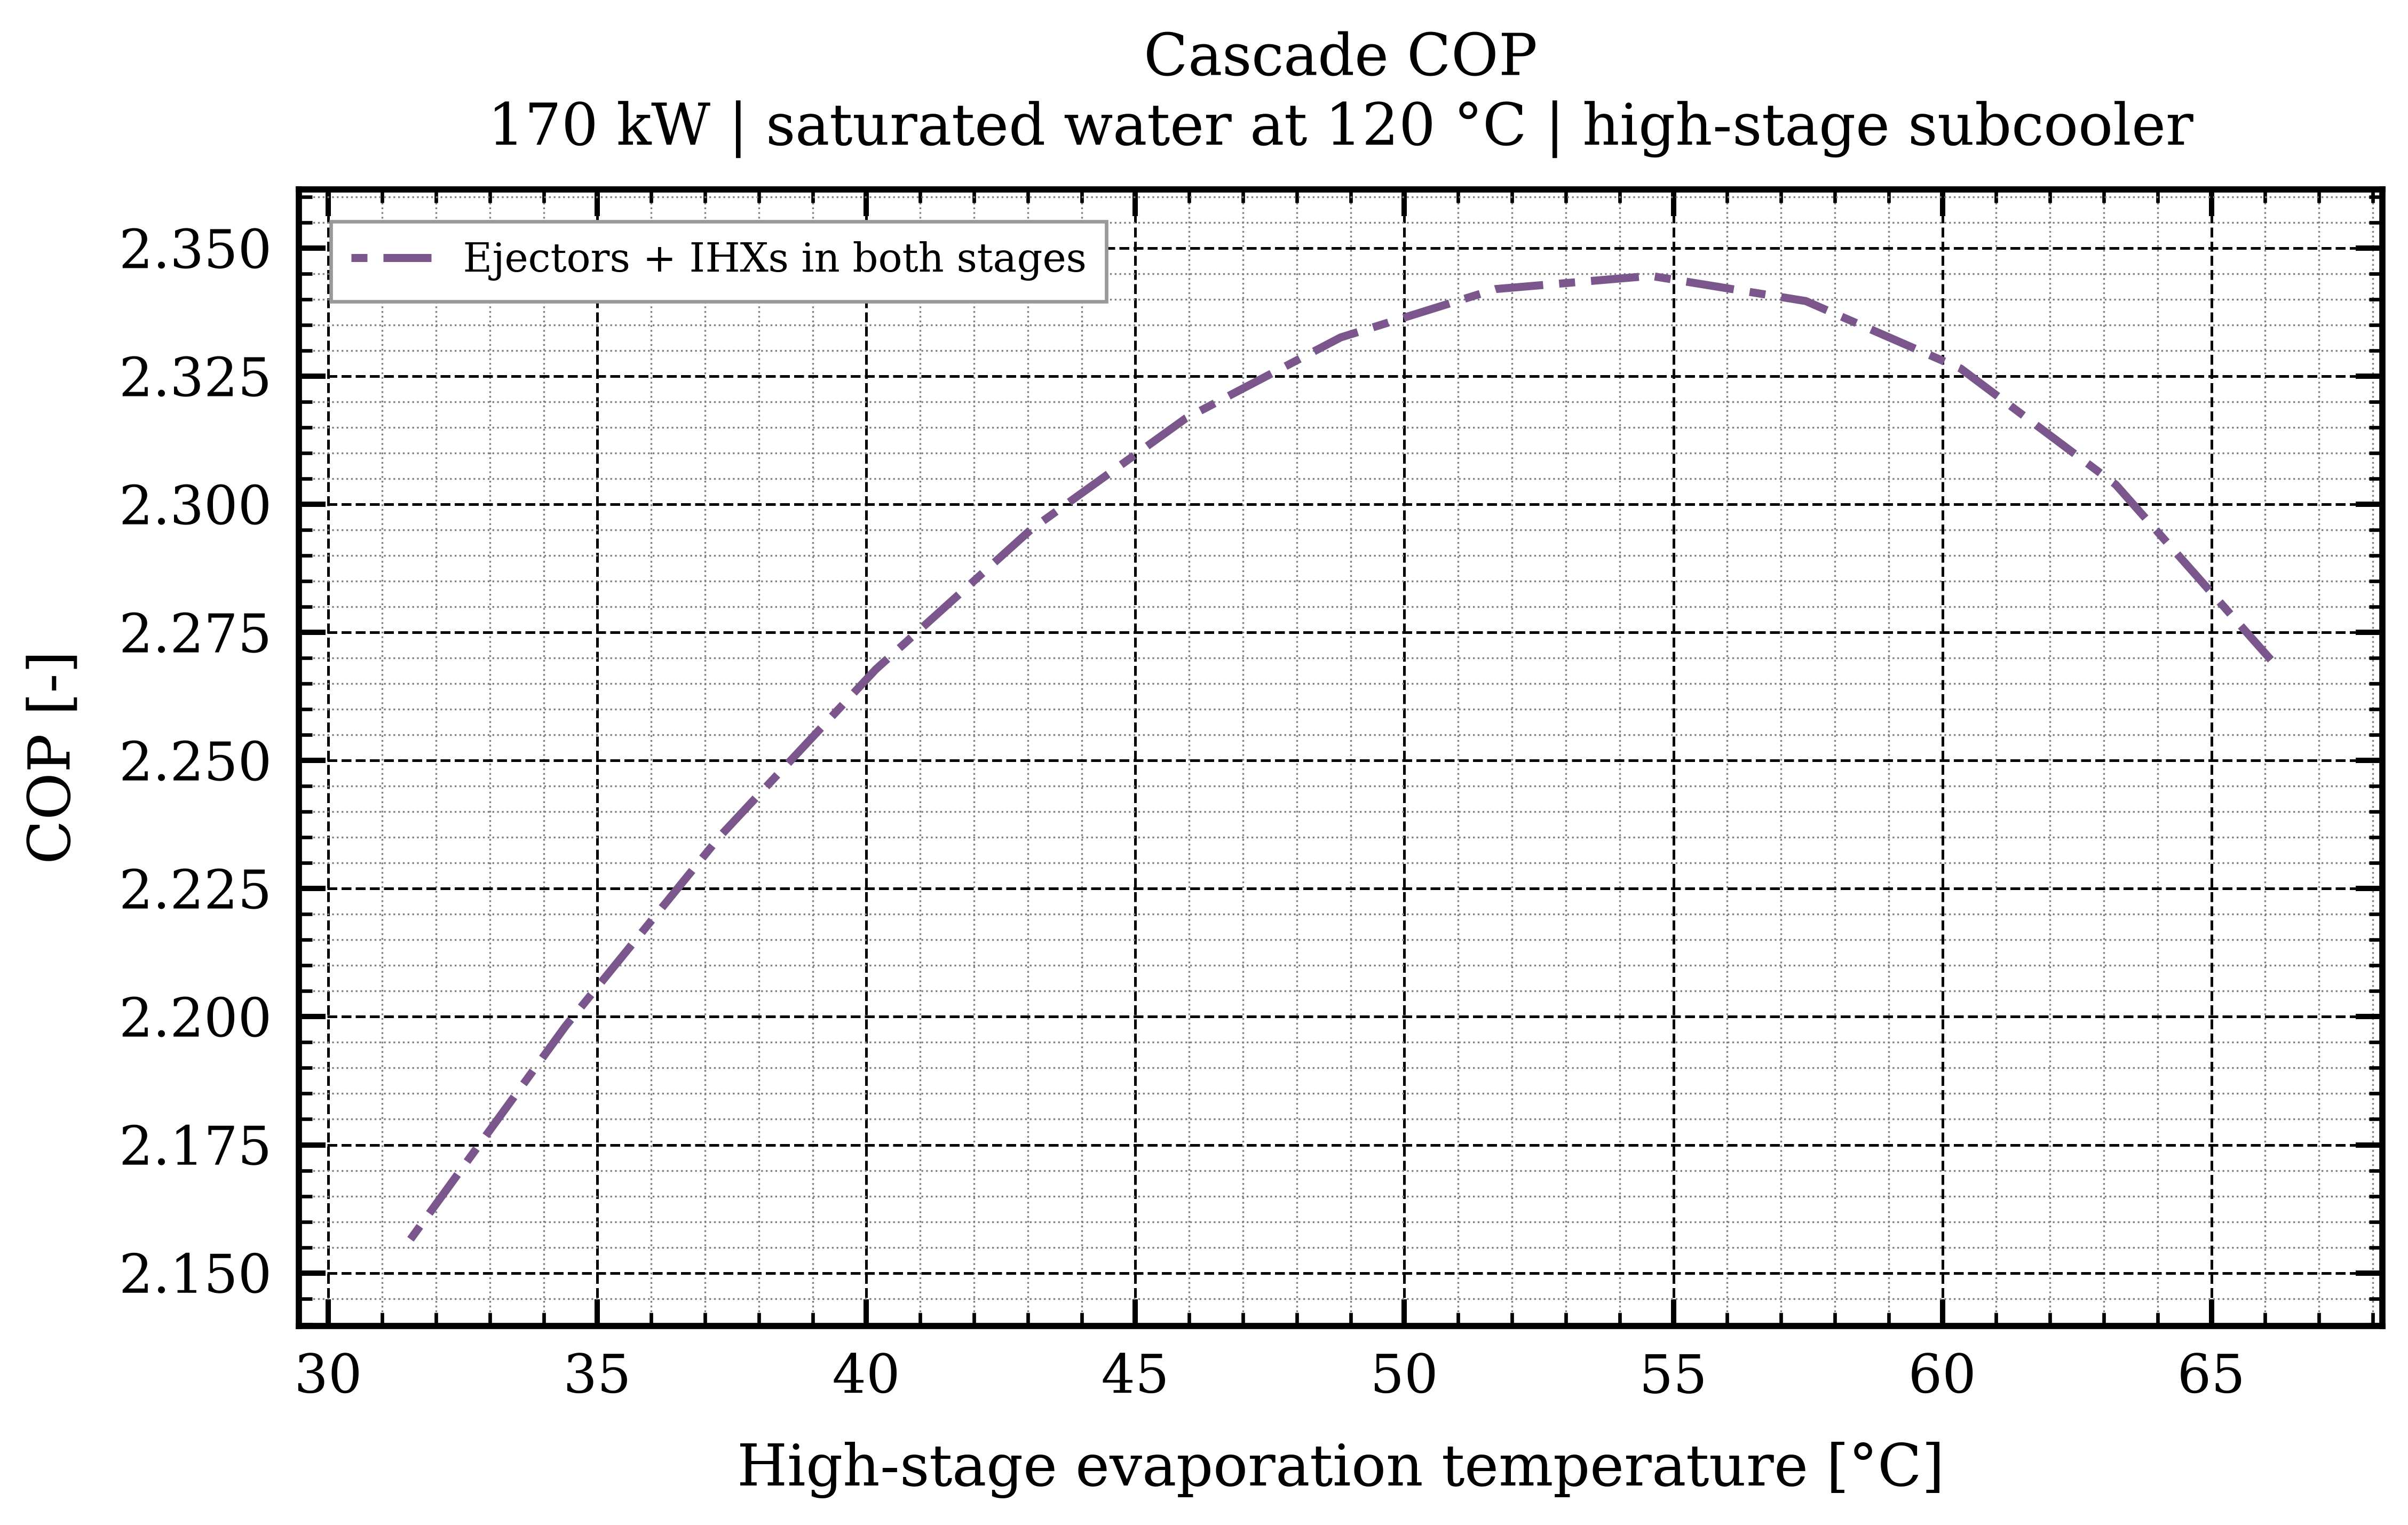 Cascade COP
170 kW | saturated water at 120 °C | high-stage subcooler
Ejectors + IHXs in both stages
2.350
2.325
2.300
2.275
2.250
2.225
2.200
2.175
2.150
COP [-]
30 35 40 45 50 55 60 65
High-stage evaporation temperature [°C]